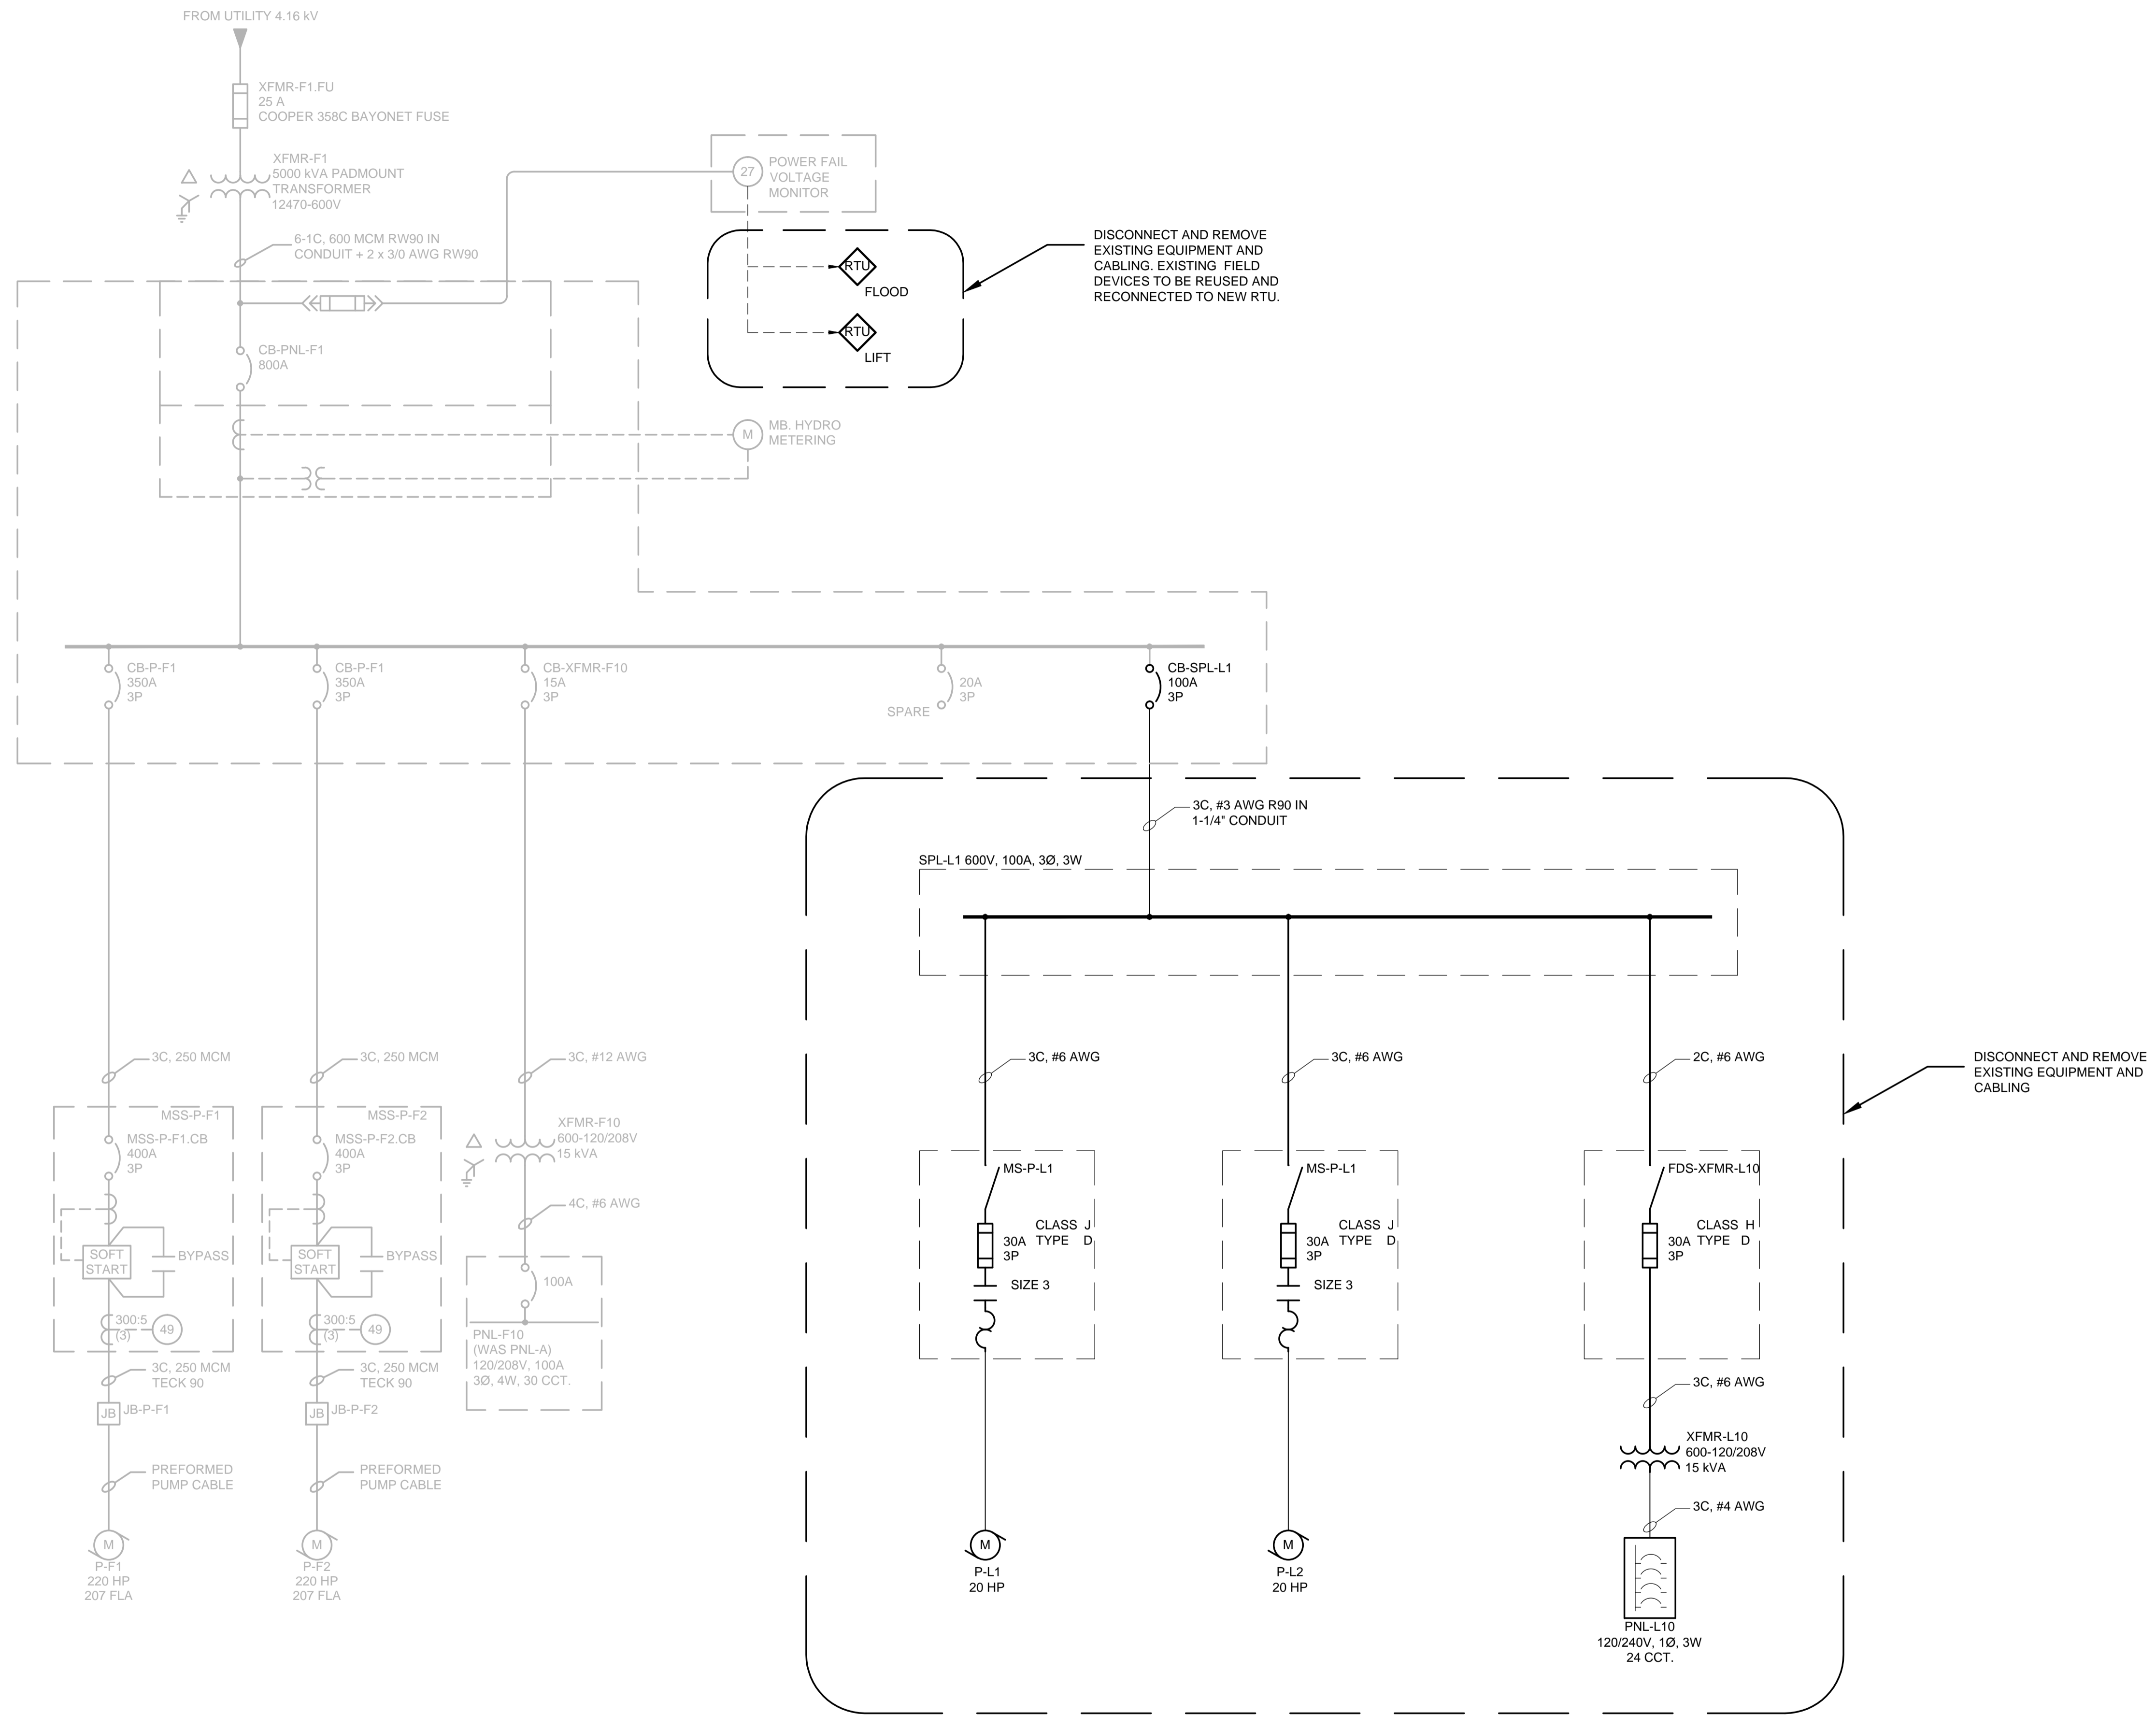 FROM UTILITY 4.16 kV
XFMR-F1.FU
25 A
COOPER 358C BAYONET FUSE
XFMR-F1
5000 kVA PADMOUNT
TRANSFORMER
12470-600V
27
POWER FAIL
VOLTAGE
MONITOR
6-1C, 600 MCM RW90 IN
CONDUIT + 2 x 3/0 AWG RW90
RTU
FLOOD
RTU
LIFT
DISCONNECT AND REMOVE
EXISTING EQUIPMENT AND
CABLING. EXISTING FIELD
DEVICES TO BE REUSED AND
RECONNECTED TO NEW RTU.
CB-PNL-F1
800A
M
MB. HYDRO
METERING
CB-P-F1
350A
3P
CB-P-F1
350A
3P
CB-XFMR-F10
15A
3P
20A
3P
SPARE
CB-SPL-L1
100A
3P
3C, #3 AWG R90 IN
1-1/4" CONDUIT
SPL-L1 600V, 100A, 3Ø, 3W
3C, 250 MCM
3C, 250 MCM
3C, #12 AWG
3C, #6 AWG
3C, #6 AWG
2C, #6 AWG
DISCONNECT AND REMOVE
EXISTING EQUIPMENT AND
CABLING
MSS-P-F1
MSS-P-F1.CB
400A
3P
SOFT
START
BYPASS
300:5
(3)
49
3C, 250 MCM
TECK 90
JB
JB-P-F1
PREFORMED
PUMP CABLE
M
P-F1
220 HP
207 FLA
MSS-P-F2
MSS-P-F2.CB
400A
3P
SOFT
START
BYPASS
300:5
(3)
49
3C, 250 MCM
TECK 90
JB
JB-P-F2
PREFORMED
PUMP CABLE
M
P-F2
220 HP
207 FLA
XFMR-F10
600-120/208V
15 kVA
4C, #6 AWG
100A
PNL-F10
(WAS PNL-A)
120/208V, 100A
3Ø, 4W, 30 CCT.
MS-P-L1
CLASS J
TYPE D
30A
3P
SIZE 3
M
P-L1
20 HP
MS-P-L1
CLASS J
TYPE D
30A
3P
SIZE 3
M
P-L2
20 HP
FDS-XFMR-L10
CLASS H
TYPE D
30A
3P
3C, #6 AWG
XFMR-L10
600-120/208V
15 kVA
3C, #4 AWG
PNL-L10
120/240V, 1Ø, 3W
24 CCT.